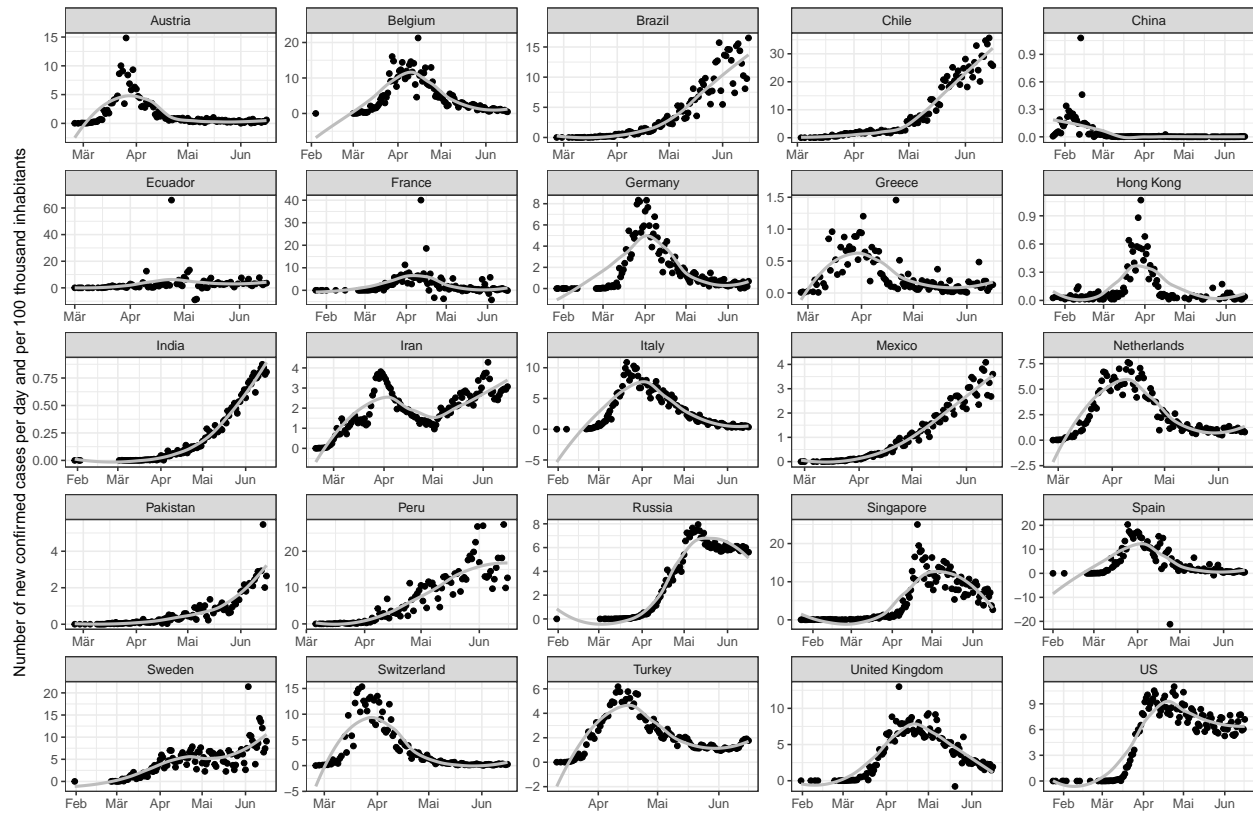 Number of new confirmed cases per day and per 100 thousand inhabitants
Austria
15
10
5
0
Mär Apr Mai Jun
Belgium
20
10
0
Feb Mär Apr Mai Jun
Brazil
15
10
5
0
Mär Apr Mai Jun
Chile
30
20
10
0
Mär Apr Mai Jun
China
0.9
0.6
0.3
0.0
Feb Mär Apr Mai Jun
Ecuador
60
40
20
0
Mär Apr Mai Jun
France
40
30
20
10
0
Feb Mär Apr Mai Jun
Germany
8
6
4
2
0
Feb Mär Apr Mai Jun
Greece
1.5
1.0
0.5
0.0
Mär Apr Mai Jun
Hong Kong
0.9
0.6
0.3
0.0
Feb Mär Apr Mai Jun
India
0.75
0.50
0.25
0.00
Feb Mär Apr Mai Jun
Iran
4
3
2
1
0
Mär Apr Mai Jun
Italy
10
5
0
−5
Feb Mär Apr Mai Jun
Mexico
4
3
2
1
0
Mär Apr Mai Jun
Netherlands
7.5
5.0
2.5
0.0
−2.5
Mär Apr Mai Jun
Pakistan
4
2
0
Mär Apr Mai Jun
Peru
20
10
0
Mär Apr Mai Jun
Russia
8
6
4
2
0
Feb Mär Apr Mai Jun
Singapore
20
10
0
Feb Mär Apr Mai Jun
Spain
20
10
0
−10
−20
Feb Mär Apr Mai Jun
Sweden
20
15
10
5
0
Feb Mär Apr Mai Jun
Switzerland
15
10
5
0
−5
Mär Apr Mai Jun
Turkey
6
4
2
0
−2
Apr Mai Jun
United Kingdom
10
5
0
Feb Mär Apr Mai Jun
US
9
6
3
0
Feb Mär Apr Mai Jun